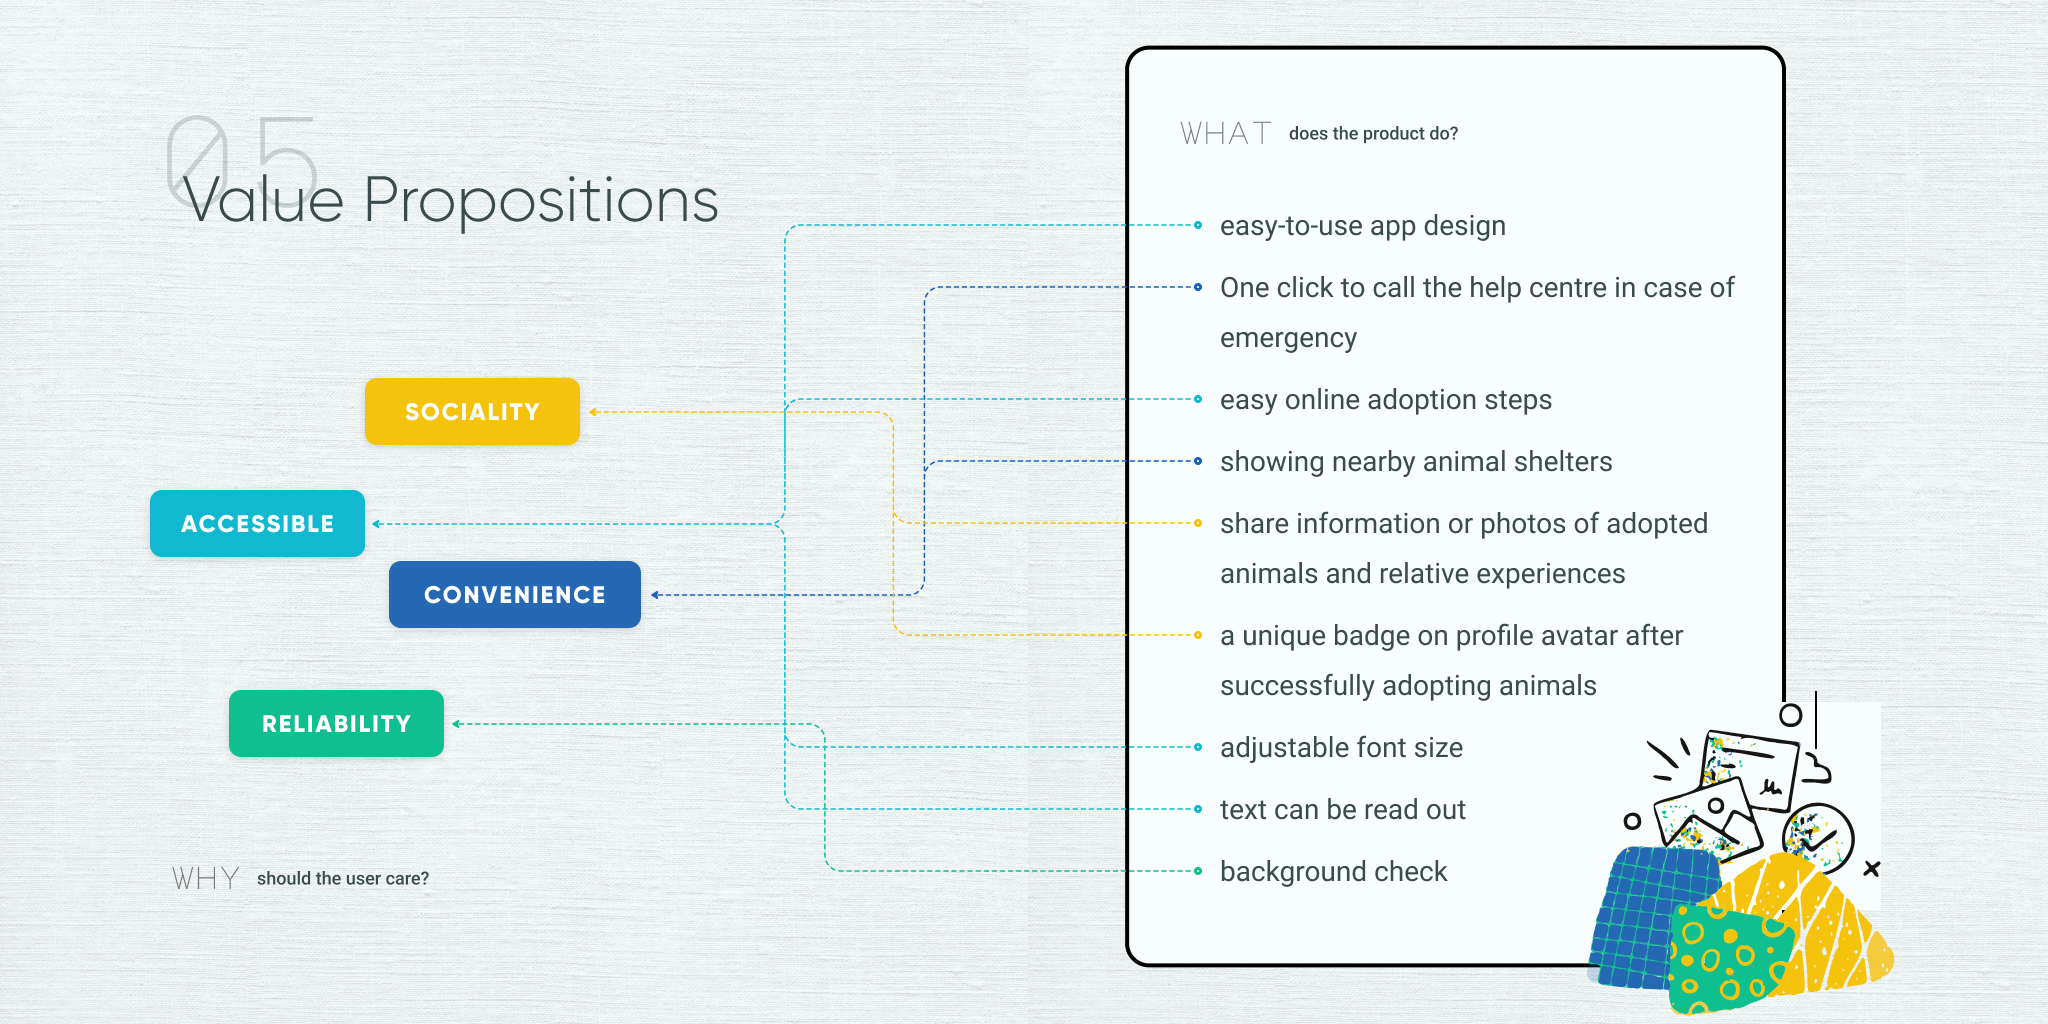 05
Value Propositions
SOCIALITY
ACCESSIBLE
CONVENIENCE
RELIABILITY
WHY should the user care?
WHAT does the product do?
easy-to-use app design
One click to call the help centre in case of
emergency
easy online adoption steps
showing nearby animal shelters
share information or photos of adopted
animals and relative experiences
a unique badge on profile avatar after
successfully adopting animals
adjustable font size
text can be read out
background check